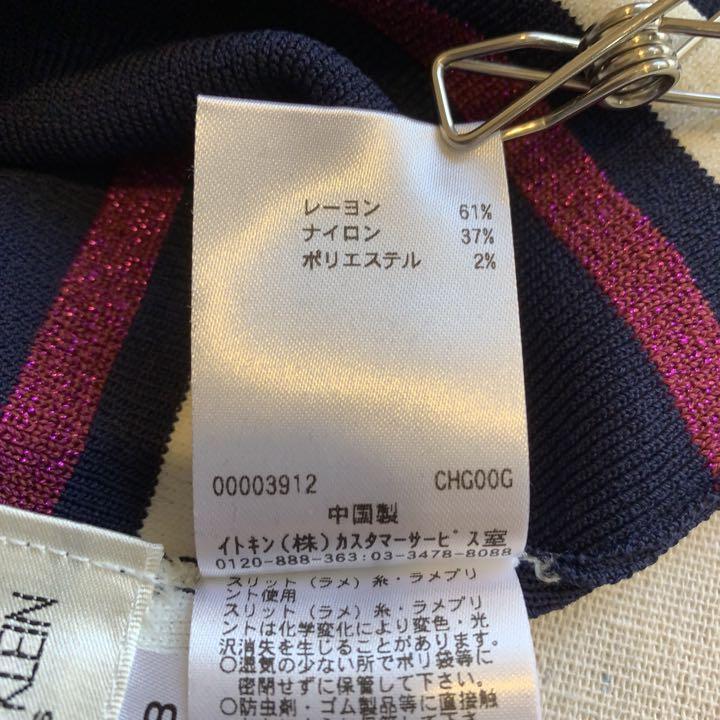 レーヨン 61%
ナイロン 37%
ポリエステル 2%
00003912 CHG00G
中国製
イトキン(株)カスタマーサービス室
0120-888-363:03-3478-8088
スリット(ラメ)糸・ラメプリ
ント使用
スリット(ラメ)糸・ラメプリ
ントは化学変化により変色・光
沢消失を生じることがあります。
○湿気の少ない所でポリ袋等に
密閉せずに保管して下さい。
○防虫剤・ゴム製品等に直接触
KLEIN